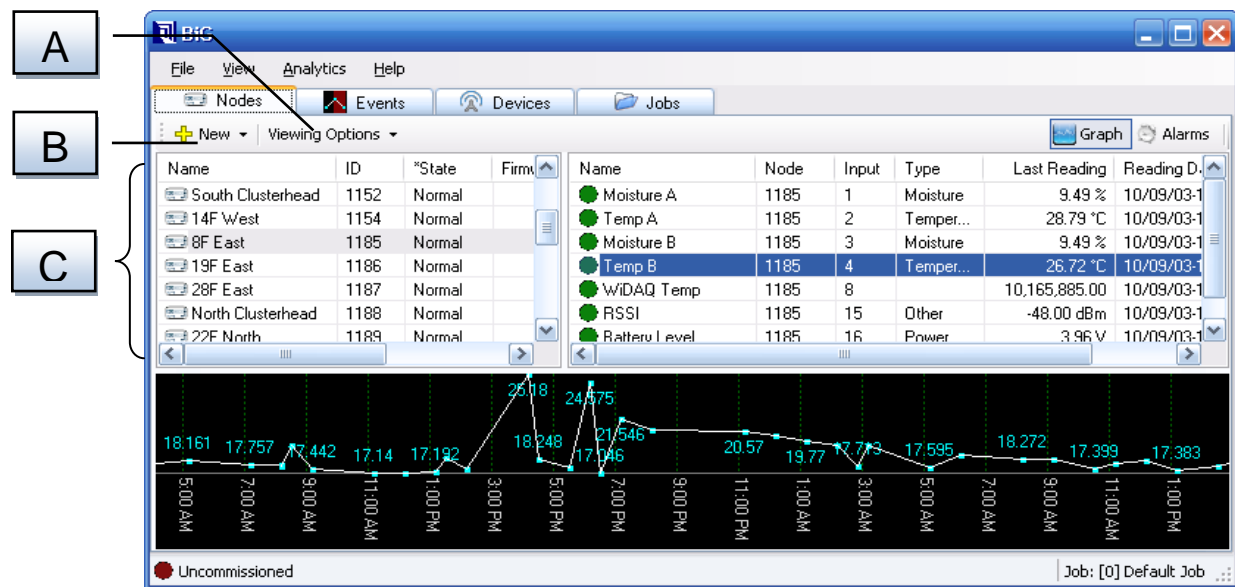 A
B
C
BiG
File View Analytics Help
Nodes Events Devices Jobs
New Viewing Options Graph Alarms
Name ID *State Firmw
South Clusterhead 1152 Normal
14F West 1154 Normal
8F East 1185 Normal
19F East 1186 Normal
28F East 1187 Normal
North Clusterhead 1188 Normal
22F North 1189 Normal
Name Node Input Type Last Reading Reading D
Moisture A 1185 1 Moisture 9.49 % 10/09/03-1
Temp A 1185 2 Temper... 28.79 °C 10/09/03-1
Moisture B 1185 3 Moisture 9.49 % 10/09/03-1
Temp B 1185 4 Temper... 26.72 °C 10/09/03-1
WiDAQ Temp 1185 8 10,165,885.00 10/09/03-1
RSSI 1185 15 Other -48.00 dBm 10/09/03-1
Battery Level 1185 16 Power 3.96 V 10/09/03-1
18.161 17.757 17.442 17.14 17.192 25.18 18.248 24.575 17.046 21.546 20.57 19.77 17.713 17.595 18.272 17.399 17.383
5:00 AM 7:00 AM 9:00 AM 11:00 AM 1:00 PM 3:00 PM 5:00 PM 7:00 PM 9:00 PM 11:00 PM 1:00 AM 3:00 AM 5:00 AM 7:00 AM 9:00 AM 11:00 AM 1:00 PM
Uncommissioned Job: [0] Default Job